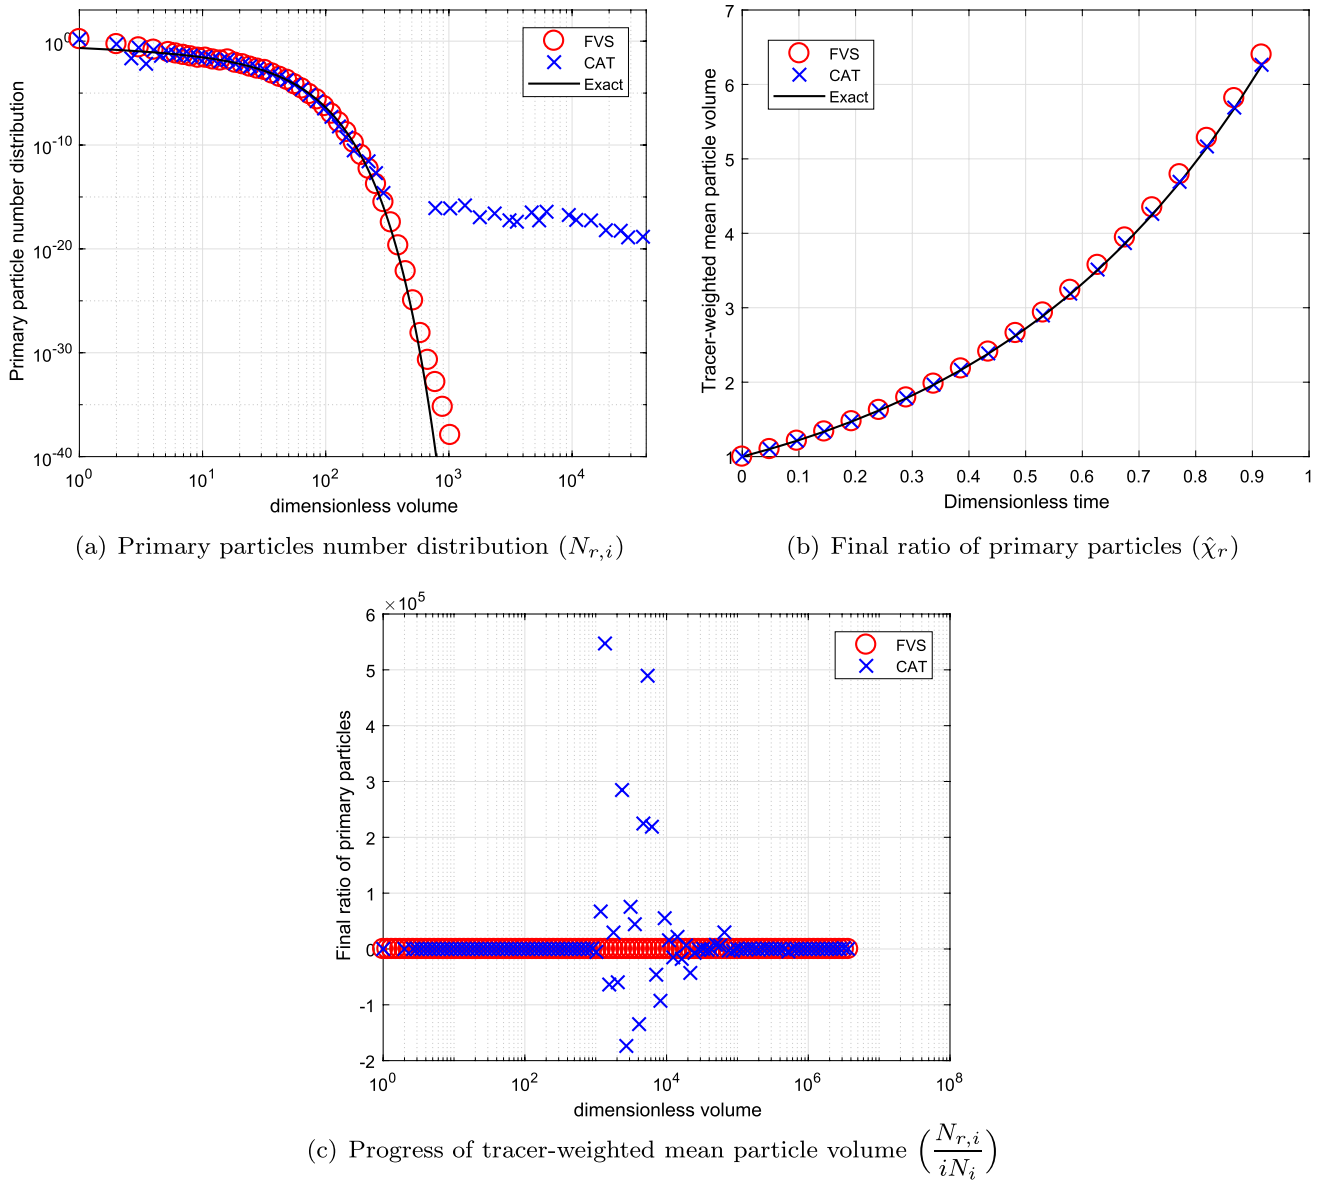 Primary particle number distribution
10^0
10^-10
10^-20
10^-30
10^-40
10^0 10^1 10^2 10^3 10^4
dimensionless volume
FVS
CAT
Exact
(a) Primary particles number distribution (N_{r,i})
Tracer-weighted mean particle volume
7
6
5
4
3
2
1
0 0.1 0.2 0.3 0.4 0.5 0.6 0.7 0.8 0.9 1
Dimensionless time
FVS
CAT
Exact
(b) Final ratio of primary particles (χ̂_r)
×10^5
Final ratio of primary particles
6
5
4
3
2
1
0
-1
-2
10^0 10^2 10^4 10^6 10^8
dimensionless volume
FVS
CAT
(c) Progress of tracer-weighted mean particle volume (N_{r,i}/iN_i)